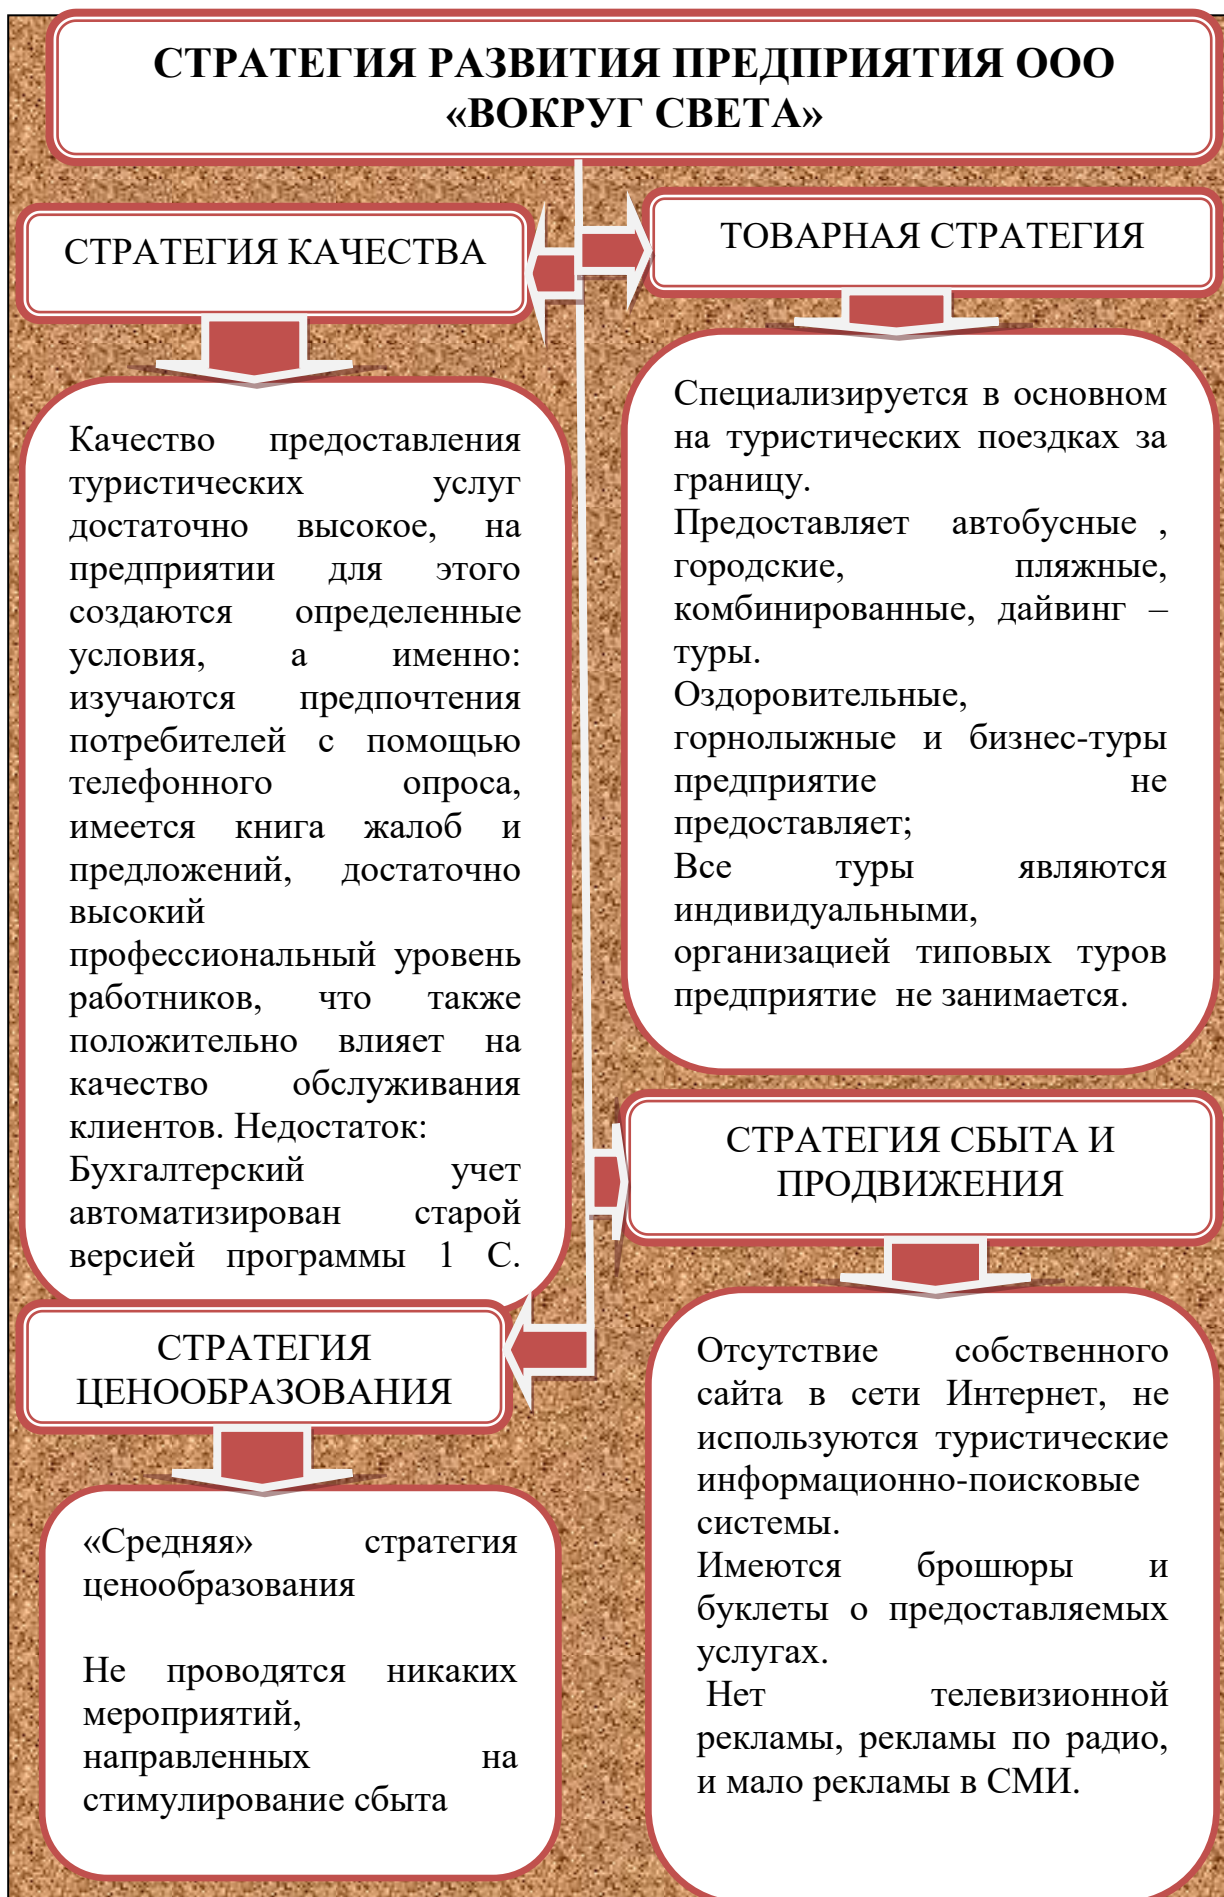 СТРАТЕГИЯ РАЗВИТИЯ ПРЕДПРИЯТИЯ ООО
«ВОКРУГ СВЕТА»
СТРАТЕГИЯ КАЧЕСТВА
Качество предоставления
туристических услуг
достаточно высокое, на
предприятии для этого
создаются определенные
условия, а именно:
изучаются предпочтения
потребителей с помощью
телефонного опроса,
имеется книга жалоб и
предложений, достаточно
высокий
профессиональный уровень
работников, что также
положительно влияет на
качество обслуживания
клиентов. Недостаток:
Бухгалтерский учет
автоматизирован старой
версией программы 1 С.
ТОВАРНАЯ СТРАТЕГИЯ
Специализируется в основном
на туристических поездках за
границу.
Предоставляет автобусные ,
городские, пляжные,
комбинированные, дайвинг –
туры.
Оздоровительные,
горнолыжные и бизнес-туры
предприятие не
предоставляет;
Все туры являются
индивидуальными,
организацией типовых туров
предприятие не занимается.
СТРАТЕГИЯ
ЦЕНООБРАЗОВАНИЯ
«Средняя» стратегия
ценообразования
Не проводятся никаких
мероприятий,
направленных на
стимулирование сбыта
СТРАТЕГИЯ СБЫТА И
ПРОДВИЖЕНИЯ
Отсутствие собственного
сайта в сети Интернет, не
используются туристические
информационно-поисковые
системы.
Имеются брошюры и
буклеты о предоставляемых
услугах.
Нет телевизионной
рекламы, рекламы по радио,
и мало рекламы в СМИ.